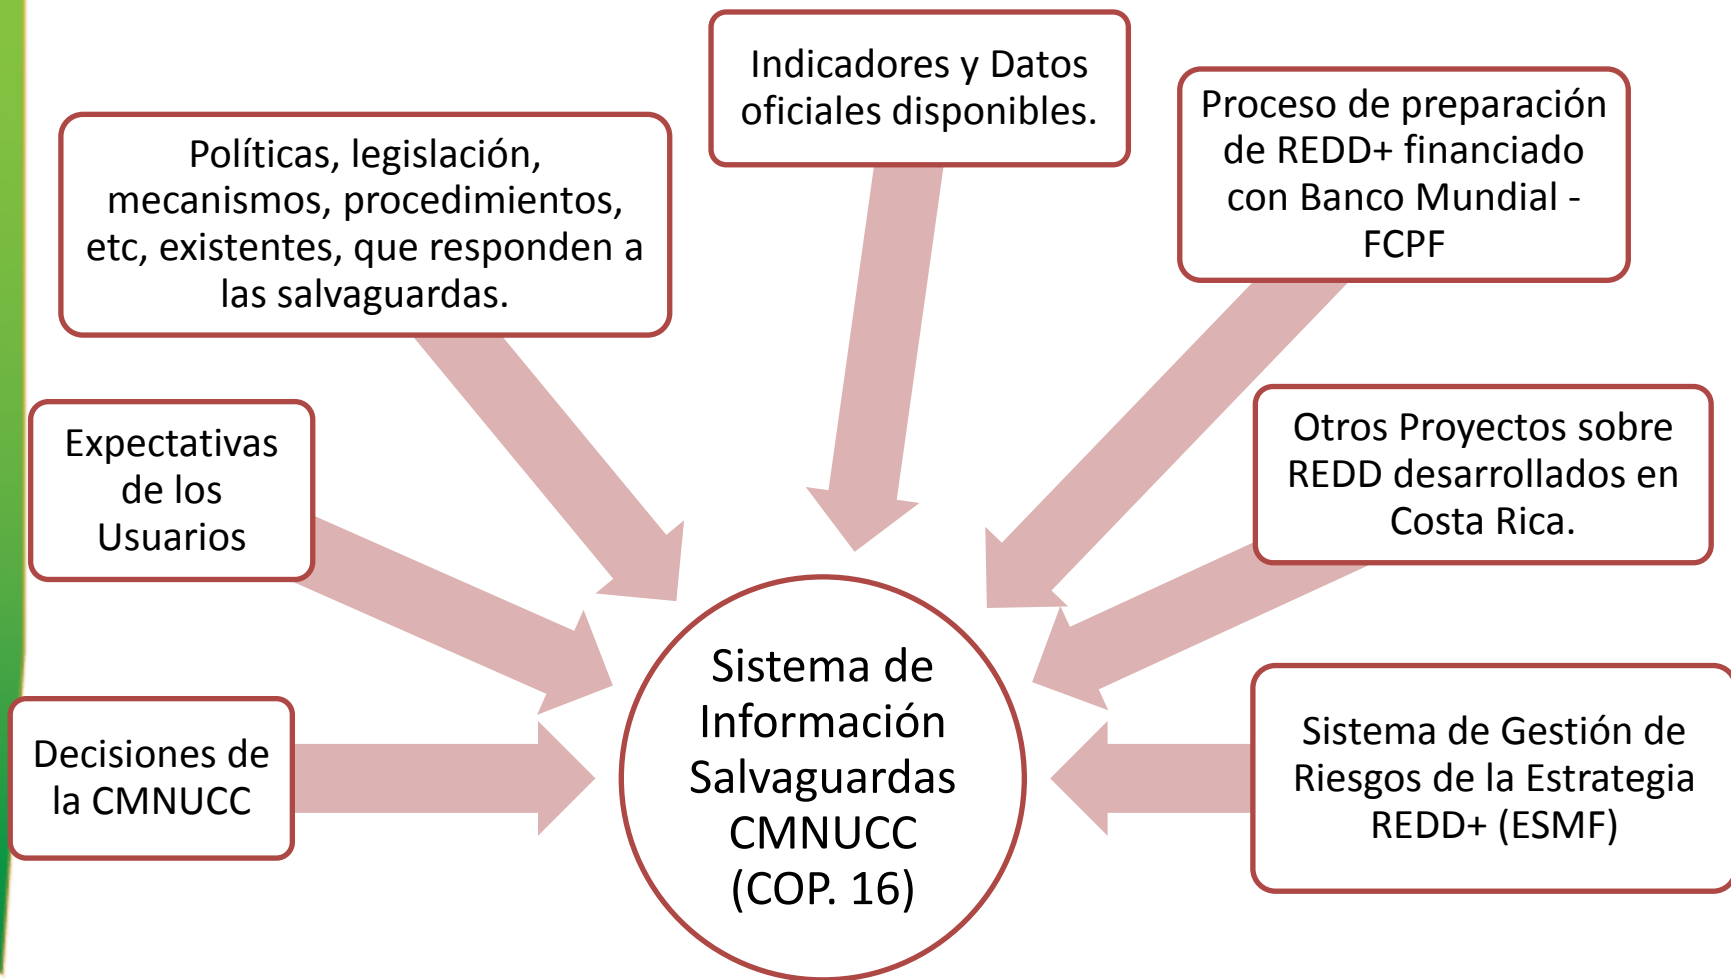 Indicadores y Datos
oficiales disponibles.
Proceso de preparación
de REDD+ financiado
con Banco Mundial -
FCPF
Políticas, legislación,
mecanismos, procedimientos,
etc, existentes, que responden a
las salvaguardas.
Expectativas
de los
Usuarios
Otros Proyectos sobre
REDD desarrollados en
Costa Rica.
Decisiones de
la CMNUCC
Sistema de
Información
Salvaguardas
CMNUCC
(COP. 16)
Sistema de Gestión de
Riesgos de la Estrategia
REDD+ (ESMF)